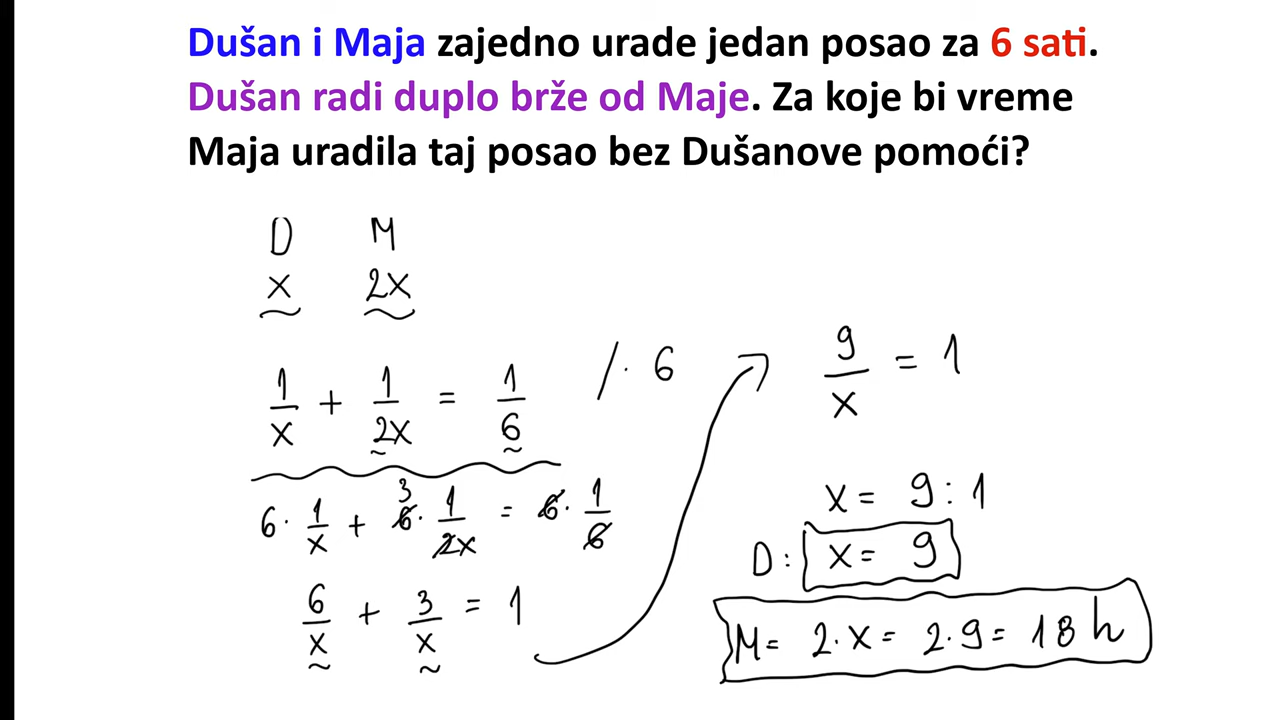 Dušan i Maja zajedno urade jedan posao za 6 sati.
Dušan radi duplo brže od Maje. Za koje bi vreme
Maja uradila taj posao bez Dušanove pomoći?
D M
x 2x
1/x + 1/2x = 1/6 /· 6
6 · 1/x + 6 3 · 1/2x = 6 · 1/6
6/x + 3/x = 1
9/x = 1
x = 9 : 1
D: x = 9
M = 2·x = 2·9 = 18 h